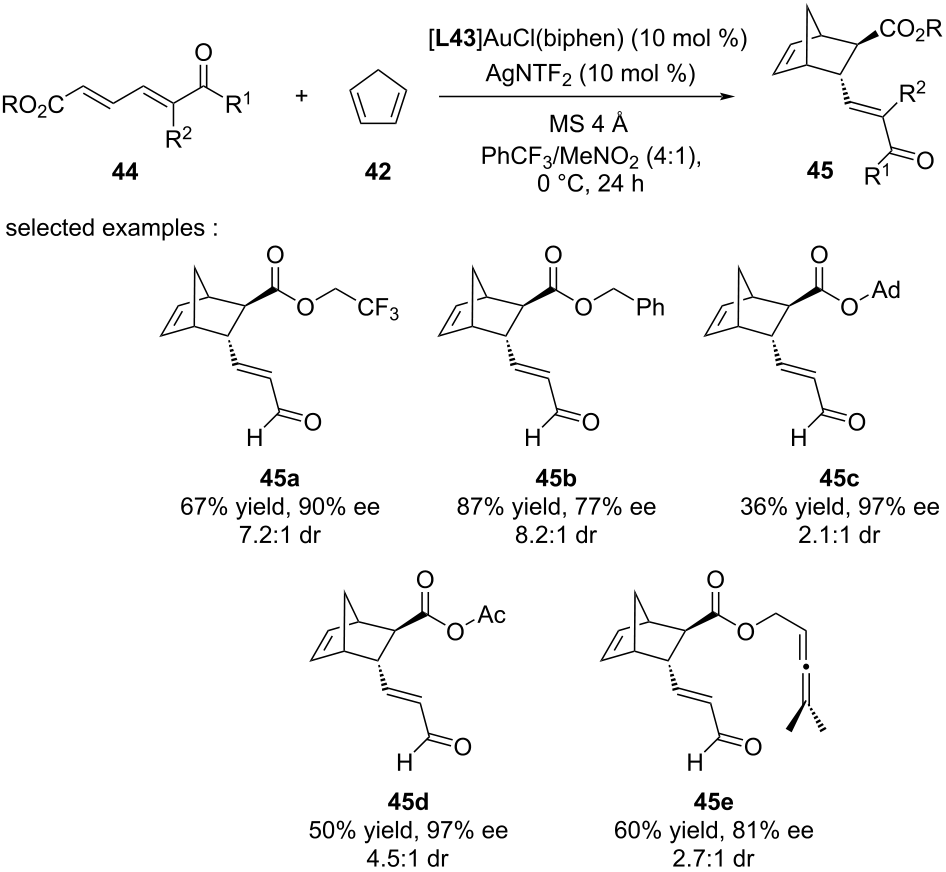 [L43]AuCl(biphen) (10 mol %)
AgNTF2 (10 mol %)
MS 4 Å
PhCF3/MeNO2 (4:1),
0 °C, 24 h
RO2C
O
R1
R2
44
+
42
CO2R
R2
O
R1
45
selected examples :
O
O
CF3
H
O
45a
67% yield, 90% ee
7.2:1 dr
O
O
Ph
H
O
45b
87% yield, 77% ee
8.2:1 dr
O
O
Ad
H
O
45c
36% yield, 97% ee
2.1:1 dr
O
O
Ac
H
O
45d
50% yield, 97% ee
4.5:1 dr
O
O
H
O
45e
60% yield, 81% ee
2.7:1 dr